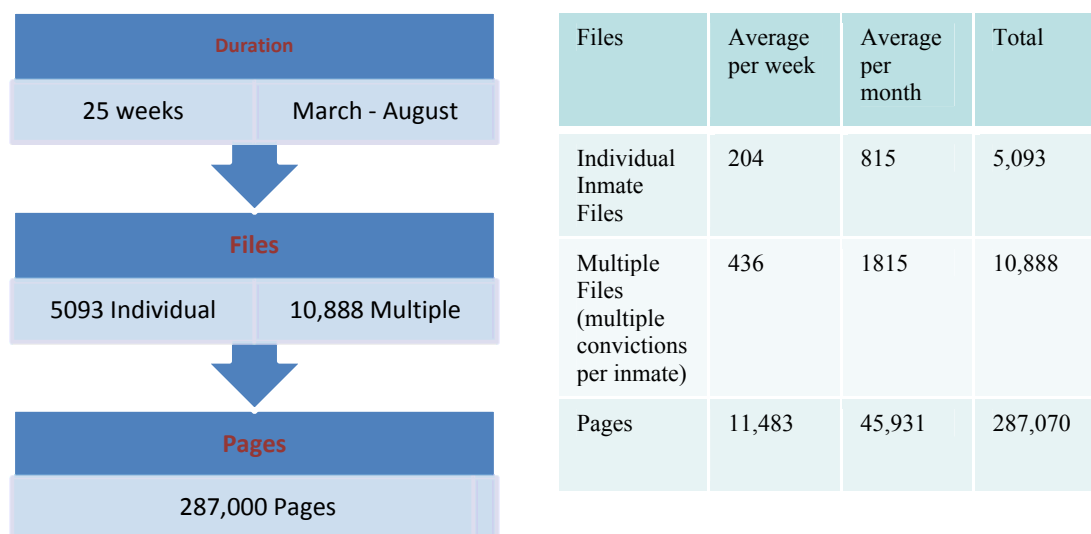 Duration
25 weeks
March - August
Files
5093 Individual
10,888 Multiple
Pages
287,000 Pages
Files
Average
per week
Average
per
month
Total
Individual
Inmate
Files
204
815
5,093
Multiple
Files
(multiple
convictions
per inmate)
436
1815
10,888
Pages
11,483
45,931
287,070